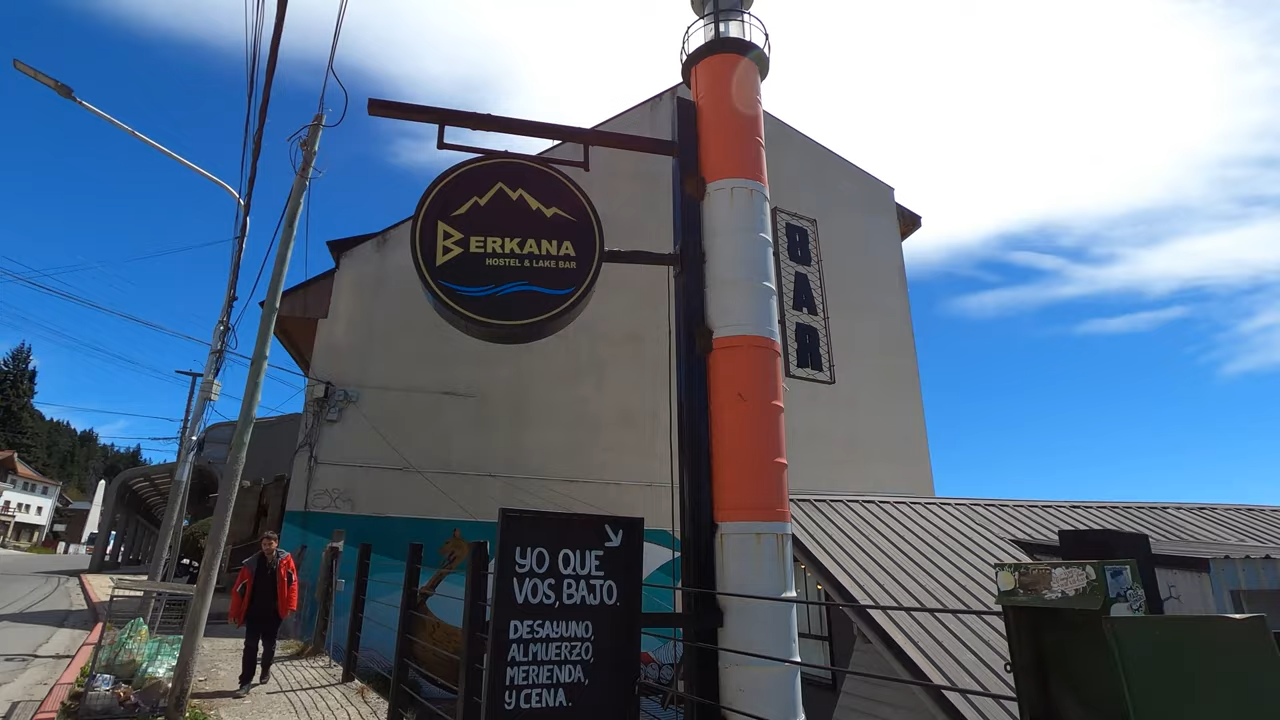 BERKANA
HOSTEL & LAKE BAR
BAR
YO QUE
VOS, BAJO.
DESAYUNO,
ALMUERZO,
MERIENDA,
Y CENA.